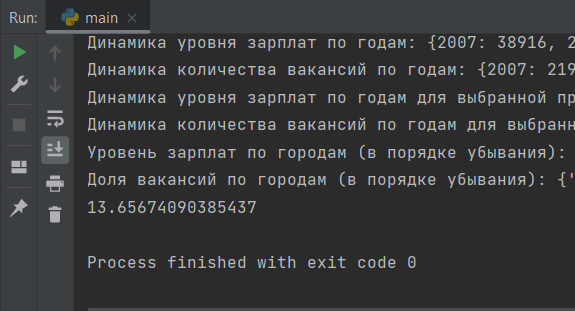 Run: main ×
Динамика уровня зарплат по годам: {2007: 38916, 2
Динамика количества вакансий по годам: {2007: 219
Динамика уровня зарплат по годам для выбранной пр
Динамика количества вакансий по годам для выбранн
Уровень зарплат по городам (в порядке убывания):
Доля вакансий по городам (в порядке убывания): {'
13.65674090385437
Process finished with exit code 0